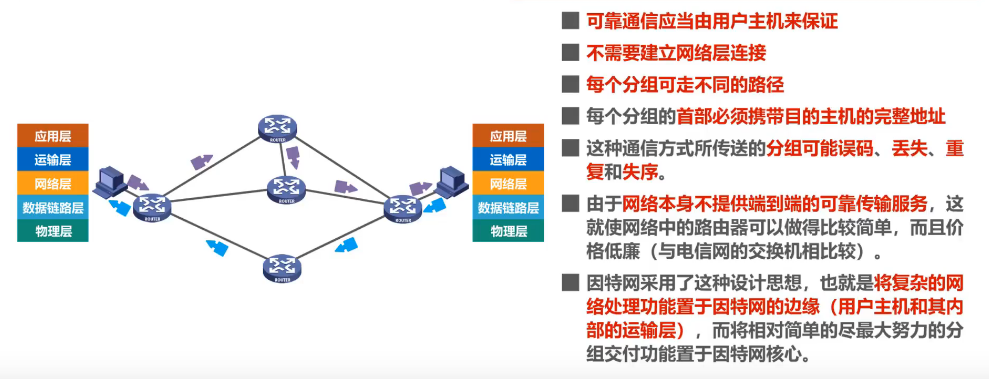 应用层
运输层
网络层
数据链路层
物理层
ROUTER
ROUTER
ROUTER
ROUTER
ROUTER
应用层
运输层
网络层
数据链路层
物理层
可靠通信应当由用户主机来保证
不需要建立网络层连接
每个分组可走不同的路径
每个分组的首部必须携带目的主机的完整地址
这种通信方式所传送的分组可能误码、丢失、重
复和失序。
由于网络本身不提供端到端的可靠传输服务，这
就使网络中的路由器可以做得比较简单，而且价
格低廉（与电信网的交换机相比较）。
因特网采用了这种设计思想，也就是将复杂的网
络处理功能置于因特网的边缘（用户主机和其内
部的运输层），而将相对简单的尽最大努力的分
组交付功能置于因特网核心。